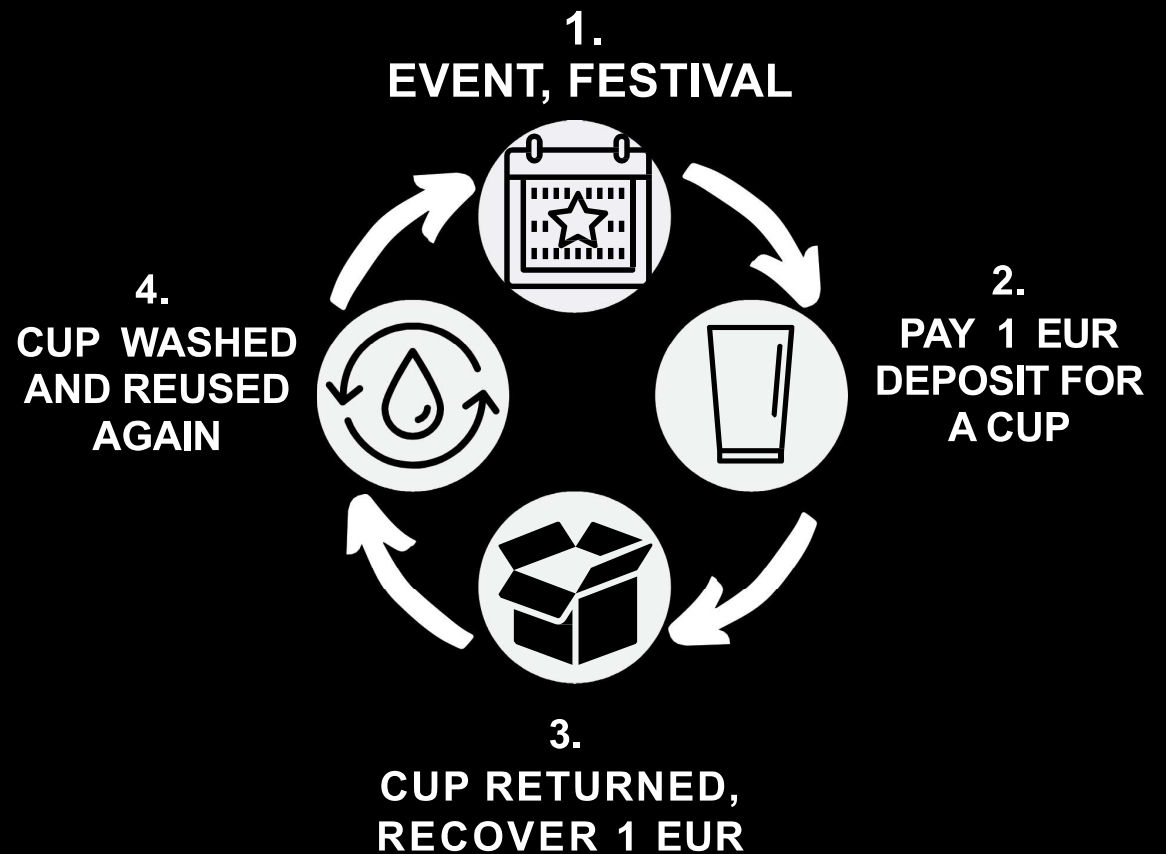 1.
EVENT, FESTIVAL
2.
PAY 1 EUR
DEPOSIT FOR
A CUP
3.
CUP RETURNED,
RECOVER 1 EUR
4.
CUP WASHED
AND REUSED
AGAIN